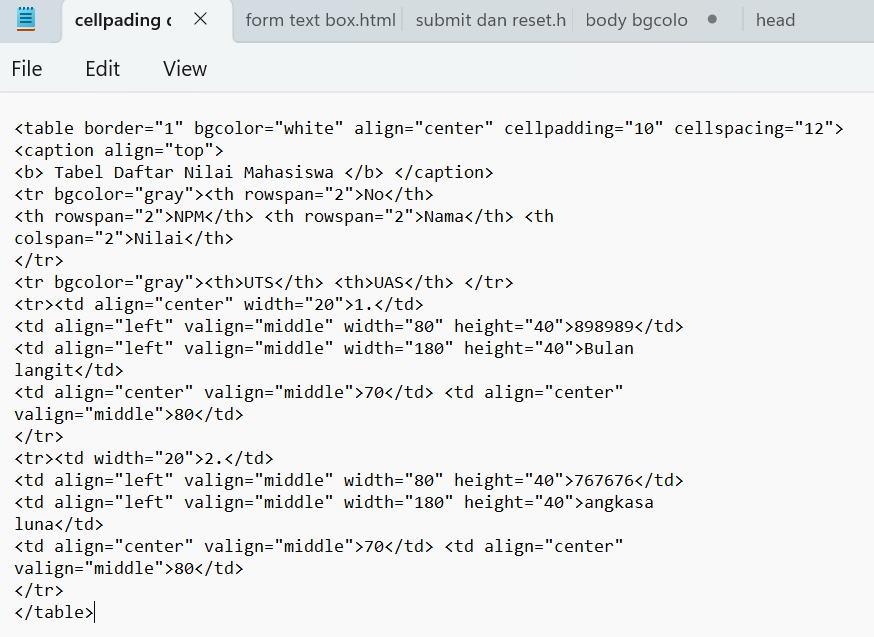 cellpading c
form text box.html
submit dan reset.h
body bgcolo
head
File Edit View
<table border="1" bgcolor="white" align="center" cellpadding="10" cellspacing="12">
<caption align="top">
<b> Tabel Daftar Nilai Mahasiswa </b> </caption>
<tr bgcolor="gray"><th rowspan="2">No</th>
<th rowspan="2">NPM</th> <th rowspan="2">Nama</th> <th
colspan="2">Nilai</th>
</tr>
<tr bgcolor="gray"><th>UTS</th> <th>UAS</th> </tr>
<tr><td align="center" width="20">1.</td>
<td align="left" valign="middle" width="80" height="40">898989</td>
<td align="left" valign="middle" width="180" height="40">Bulan
langit</td>
<td align="center" valign="middle">70</td> <td align="center"
valign="middle">80</td>
</tr>
<tr><td width="20">2.</td>
<td align="left" valign="middle" width="80" height="40">767676</td>
<td align="left" valign="middle" width="180" height="40">angkasa
luna</td>
<td align="center" valign="middle">70</td> <td align="center"
valign="middle">80</td>
</tr>
</table>